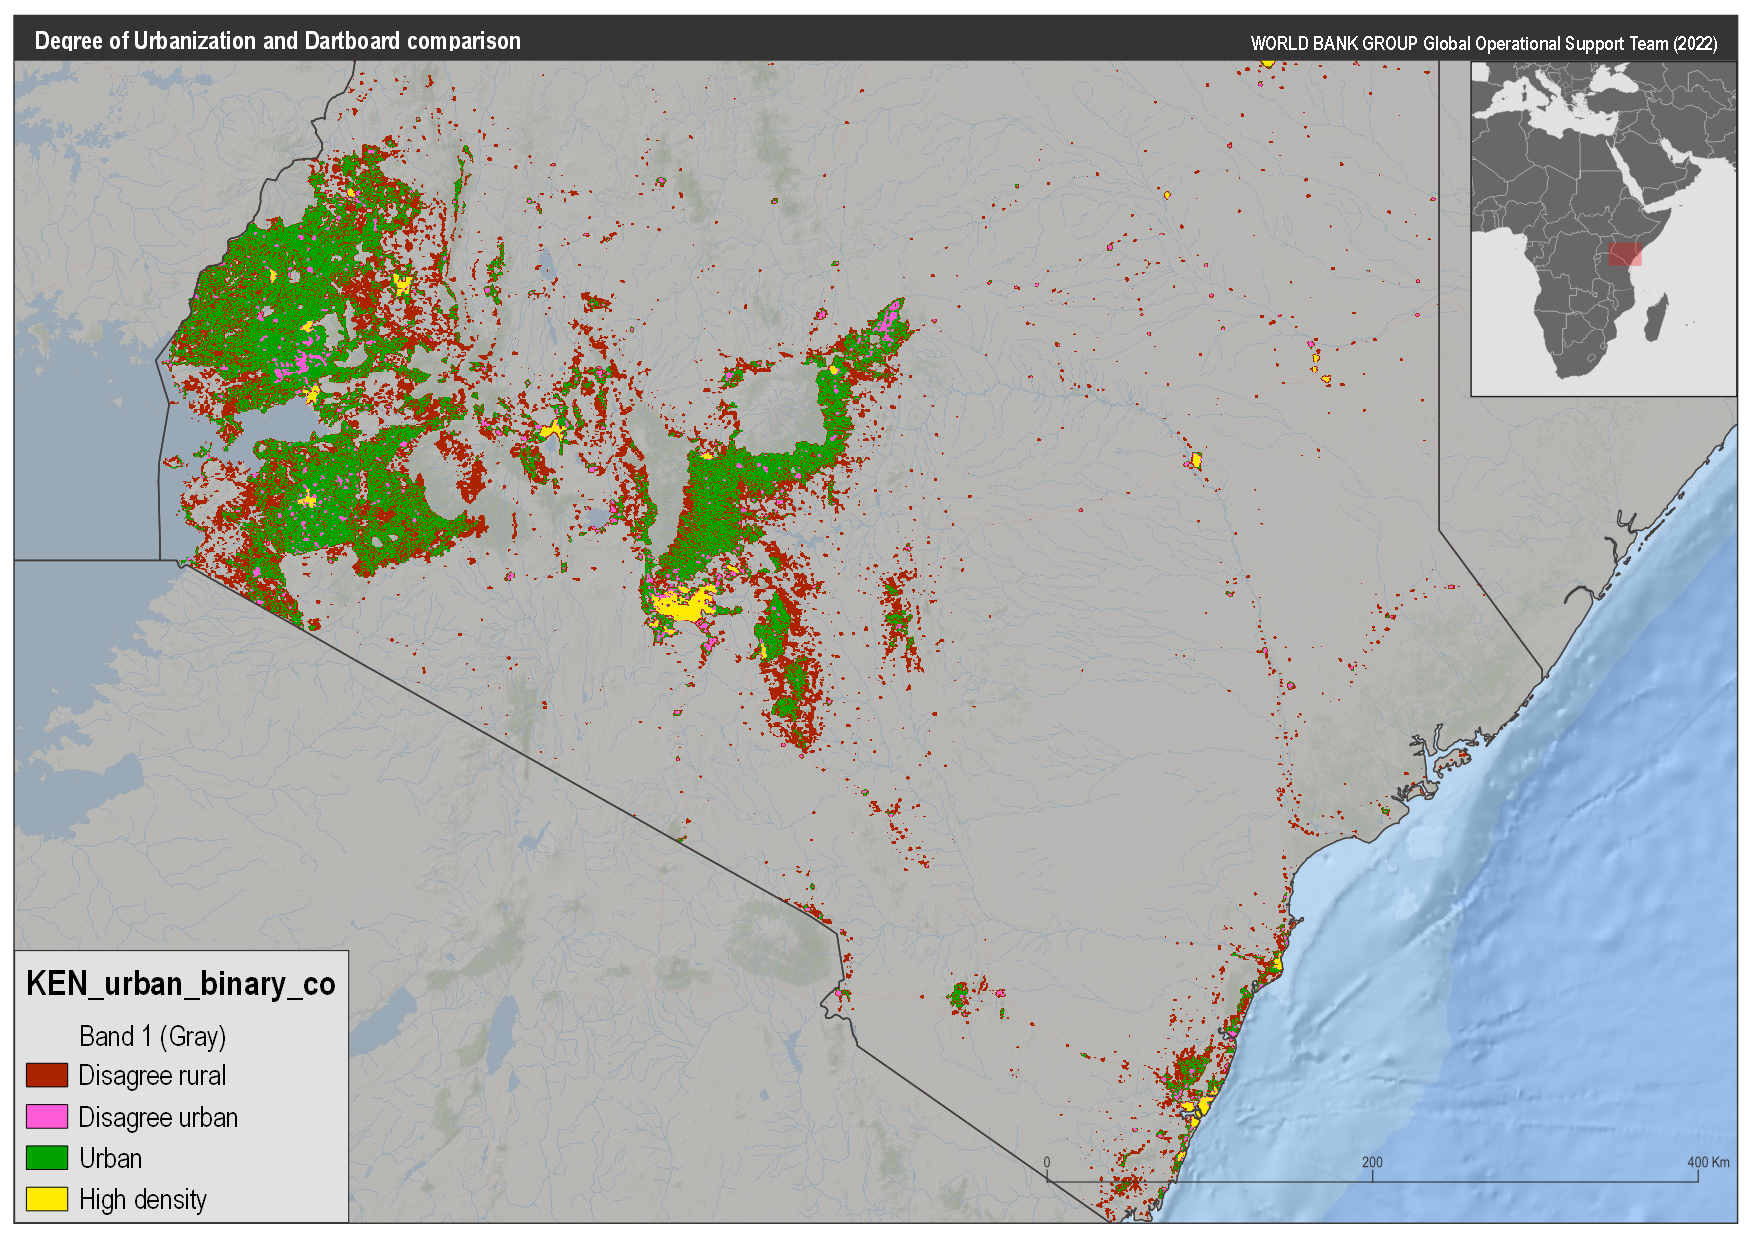 Degree of Urbanization and Dartboard comparison
WORLD BANK GROUP Global Operational Support Team (2022)
KEN_urban_binary_co
Band 1 (Gray)
Disagree rural
Disagree urban
Urban
High density
0 200 400 Km